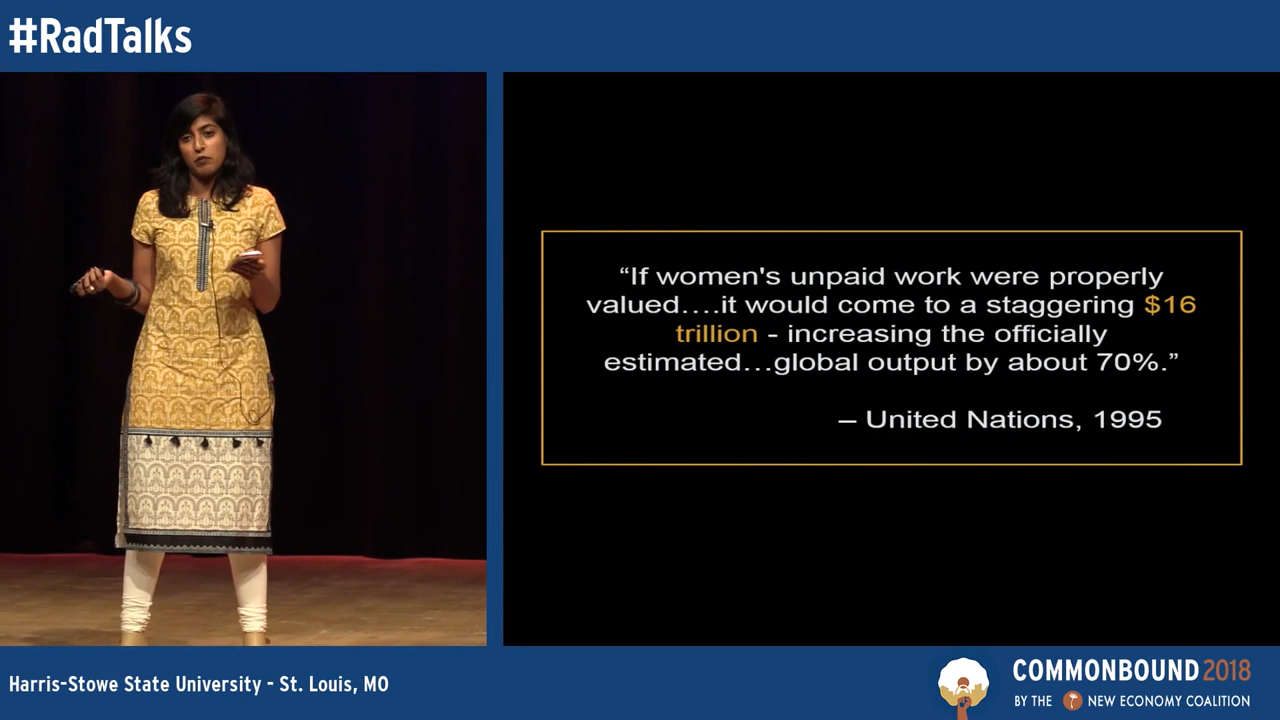 #RadTalks
“If women's unpaid work were properly
valued....it would come to a staggering $16
trillion - increasing the officially
estimated...global output by about 70%.”
– United Nations, 1995
Harris-Stowe State University - St. Louis, MO
COMMONBOUND 2018
BY THE NEW ECONOMY COALITION